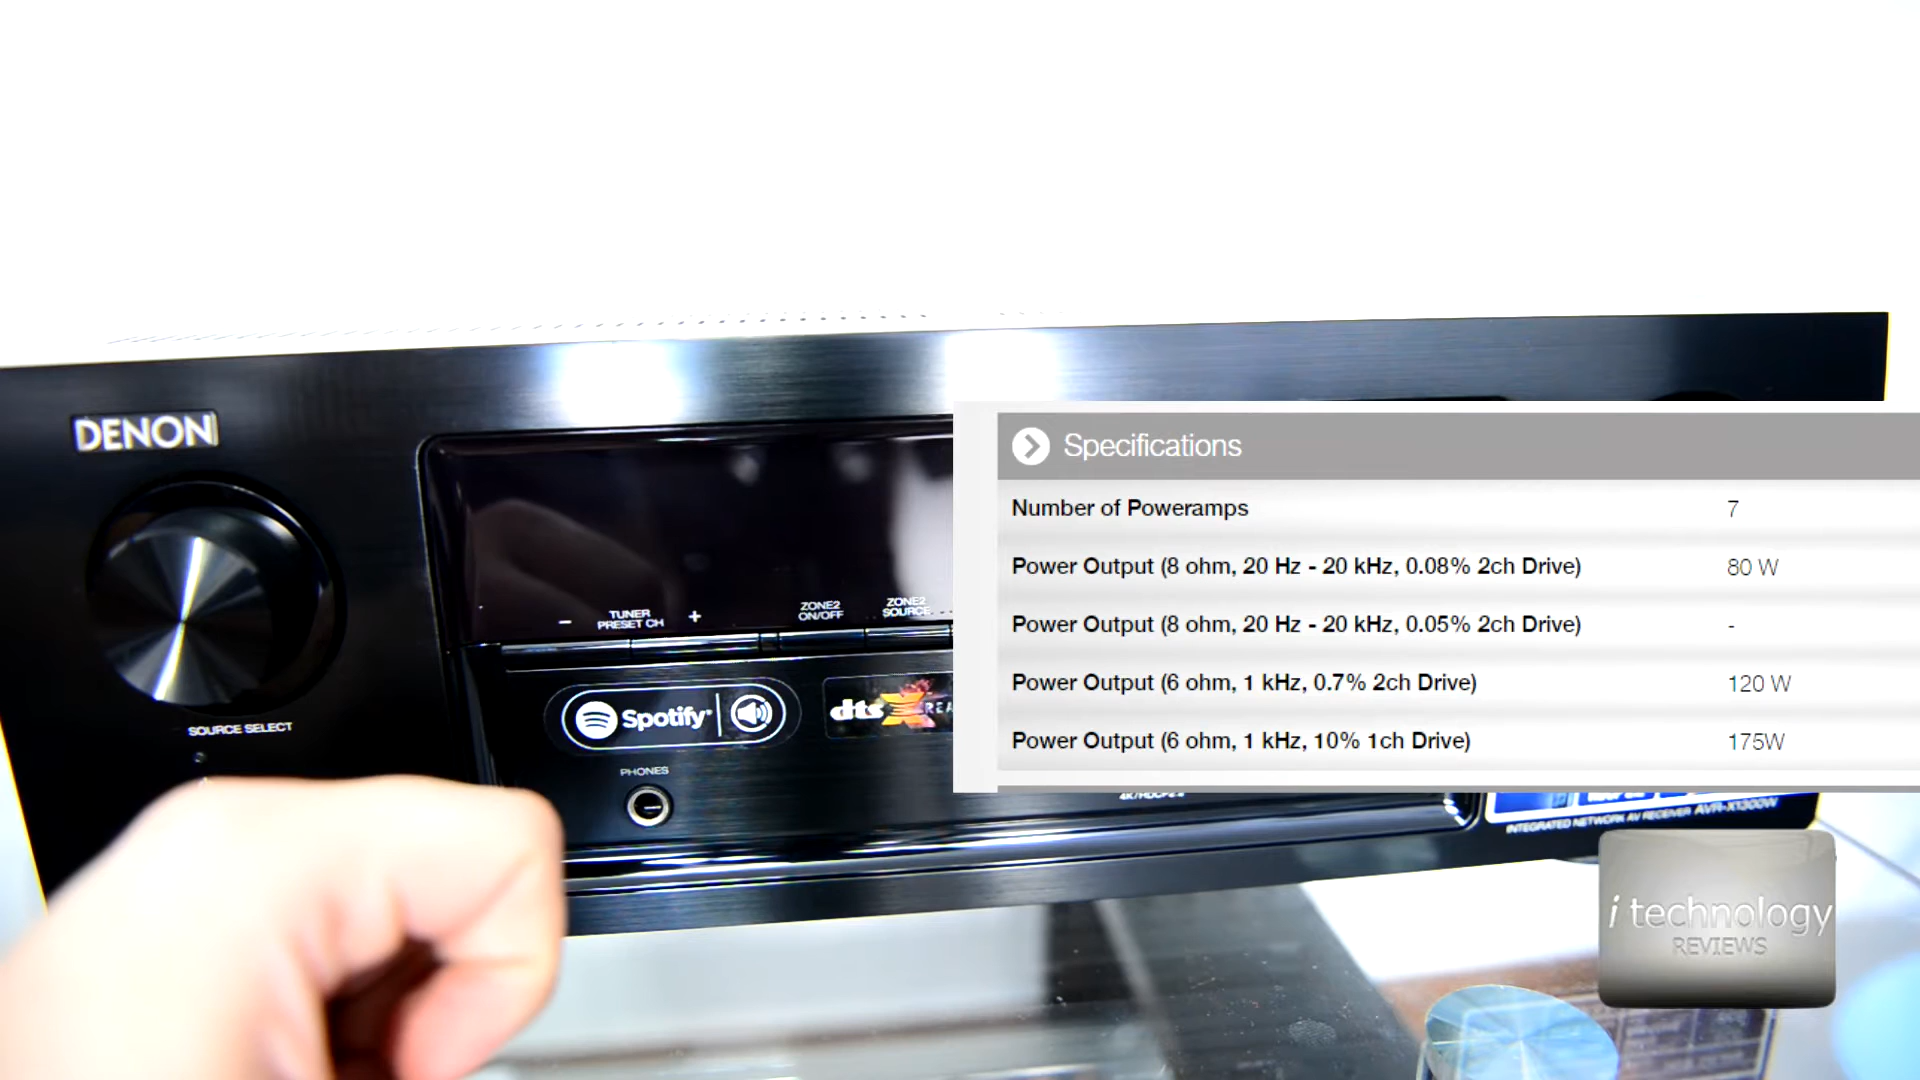 DENON
Specifications
Number of Poweramps 7
Power Output (8 ohm, 20 Hz - 20 kHz, 0.08% 2ch Drive) 80 W
Power Output (8 ohm, 20 Hz - 20 kHz, 0.05% 2ch Drive) -
Power Output (6 ohm, 1 kHz, 0.7% 2ch Drive) 120 W
Power Output (6 ohm, 1 kHz, 10% 1ch Drive) 175W
- TUNER +
PRESET CH
ZONE2
ON/OFF
ZONE2
SOURCE
SOURCE SELECT
Spotify
dts X
PHONES
INTEGRATED NETWORK AV RECEIVER AVR-X1300W
i technology
REVIEWS